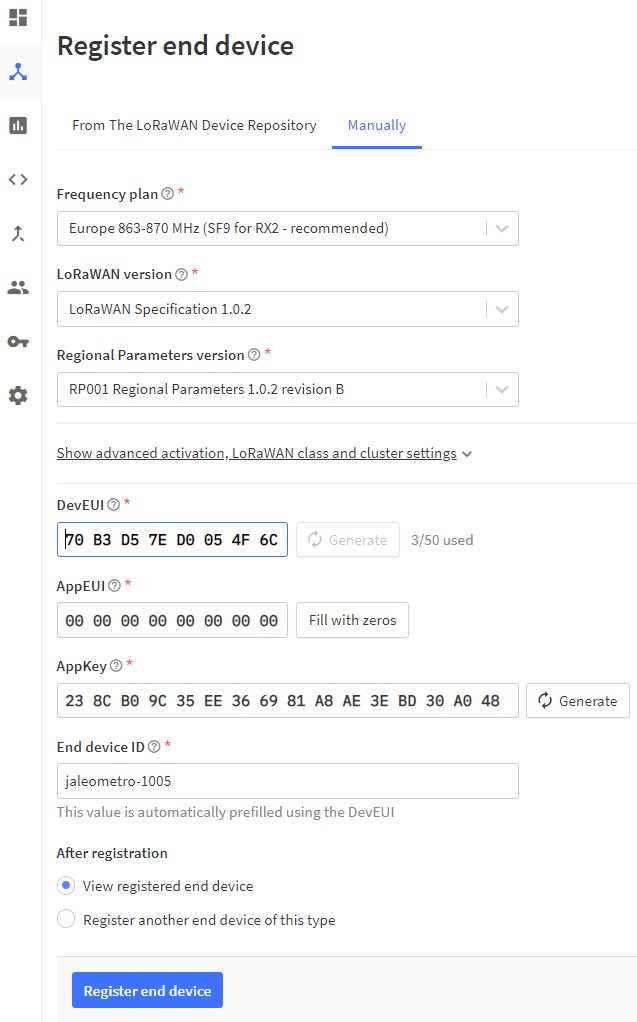 Register end device
From The LoRaWAN Device Repository Manually
Frequency plan *
Europe 863-870 MHz (SF9 for RX2 - recommended)
LoRaWAN version *
LoRaWAN Specification 1.0.2
Regional Parameters version *
RP001 Regional Parameters 1.0.2 revision B
Show advanced activation, LoRaWAN class and cluster settings
DevEUI *
70 B3 D5 7E D0 05 4F 6C Generate 3/50 used
AppEUI *
00 00 00 00 00 00 00 00 Fill with zeros
AppKey *
23 8C B0 9C 35 EE 36 69 81 A8 AE 3E BD 30 A0 48 Generate
End device ID *
jaleometro-1005
This value is automatically prefilled using the DevEUI
After registration
View registered end device
Register another end device of this type
Register end device